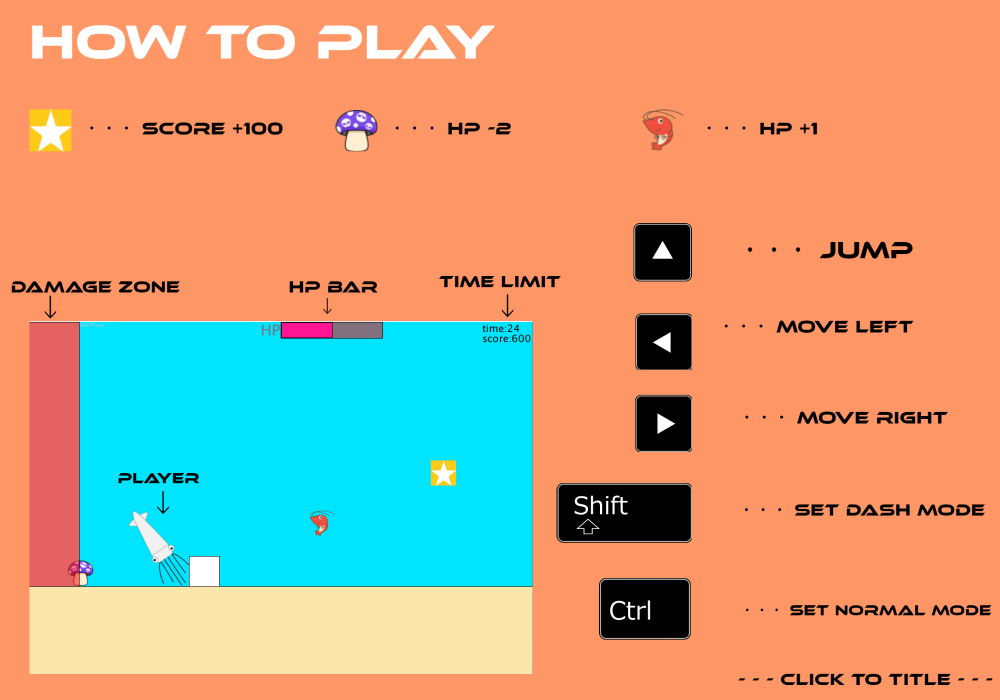 HOW TO PLAY
· · · SCORE +100
· · · HP -2
· · · HP +1
· · · JUMP
DAMAGE ZONE
HP BAR
TIME LIMIT
HP
time:24
score:600
· · · MOVE LEFT
· · · MOVE RIGHT
PLAYER
Shift
· · · SET DASH MODE
Ctrl
· · · SET NORMAL MODE
- - - CLICK TO TITLE - - -